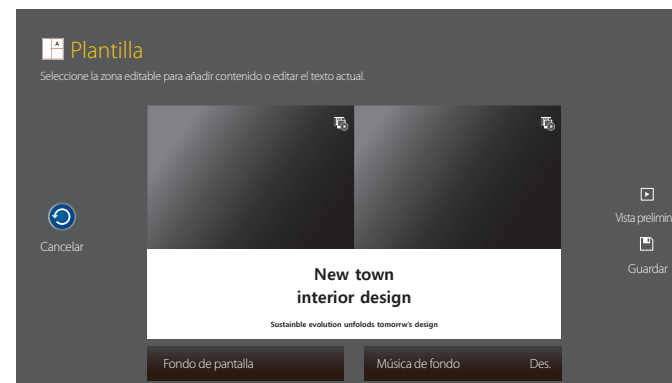 A
Plantilla
Seleccione la zona editable para añadir contenido o editar el texto actual.
Cancelar
Vista prelimin
Guardar
New town
interior design
Sustainble evolution unfolods tomorrw's design
Fondo de pantalla
Música de fondo Des.